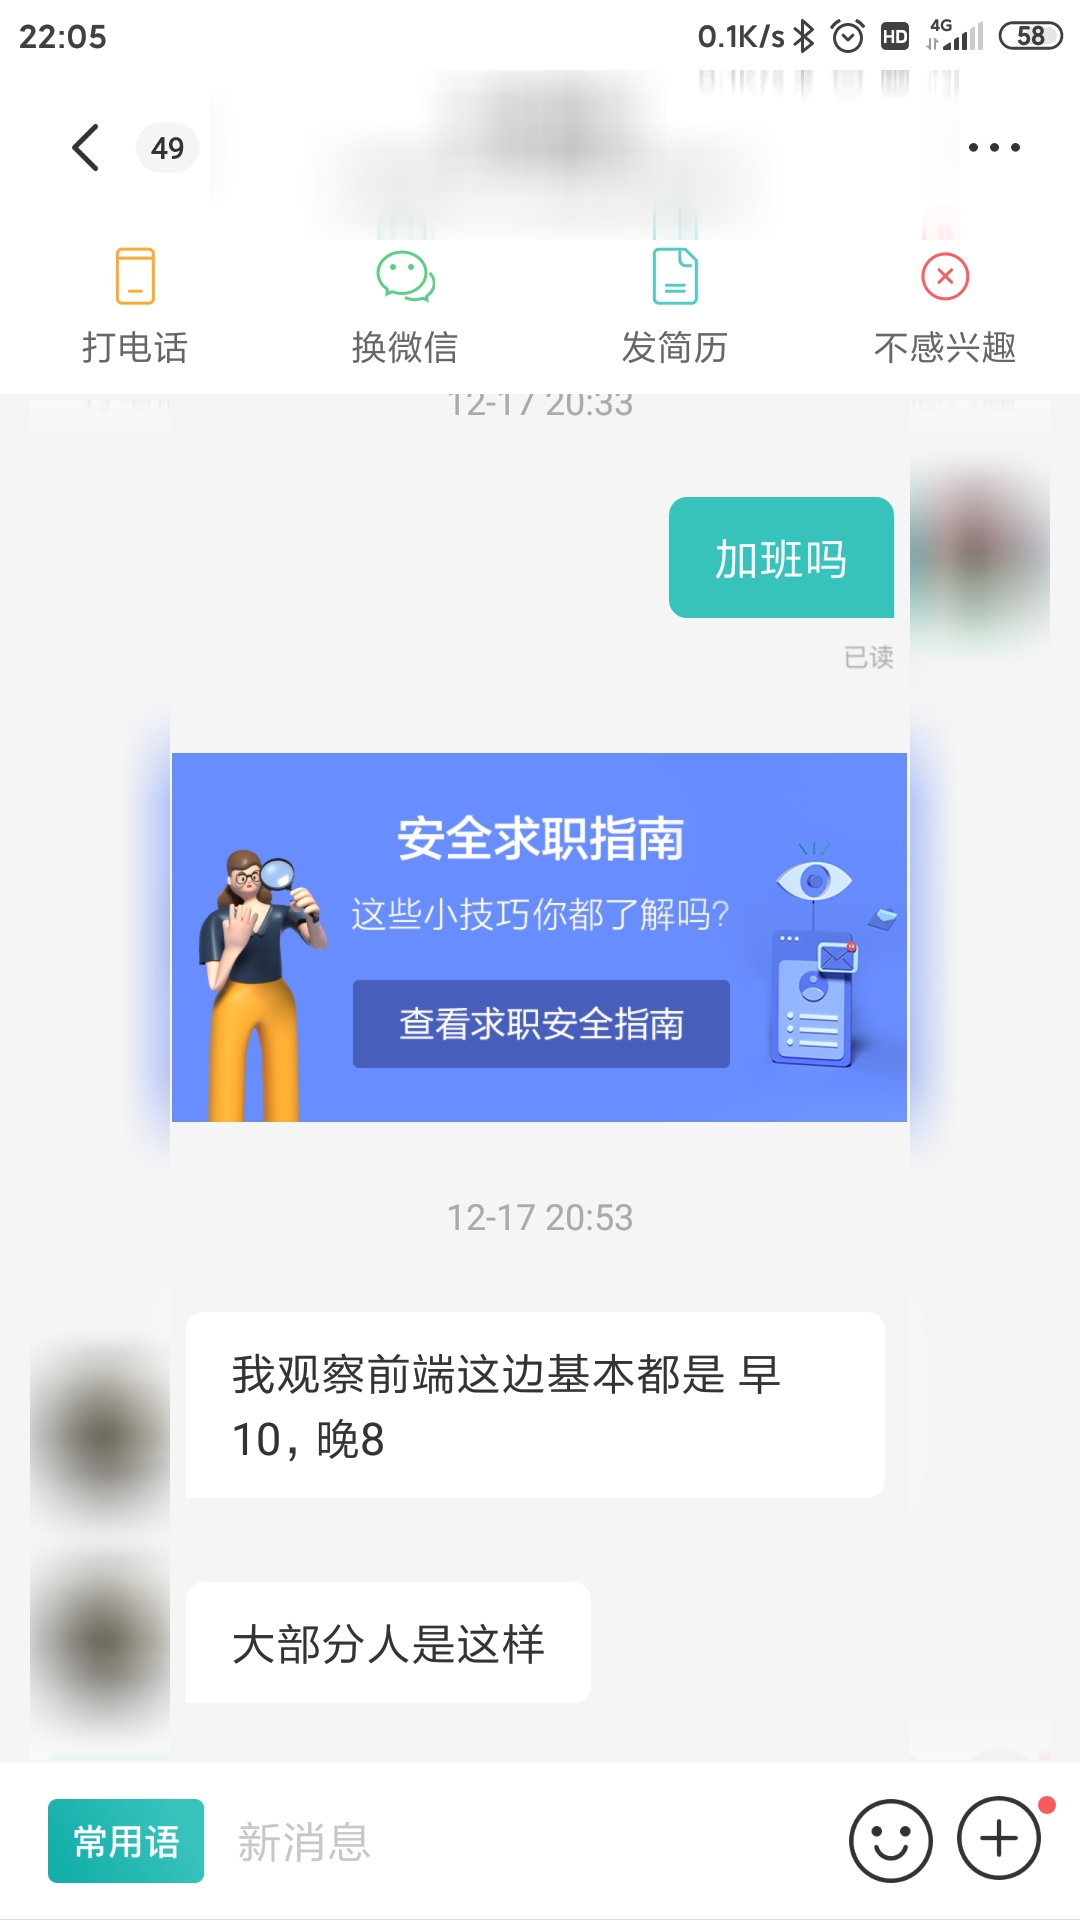 22:05
0.1K/s HD 4G 58
49
打电话 换微信 发简历 不感兴趣
12-17 20:33
加班吗
已读
安全求职指南
这些小技巧你都了解吗?
查看求职安全指南
12-17 20:53
我观察前端这边基本都是 早
10, 晚8
大部分人是这样
常用语 新消息